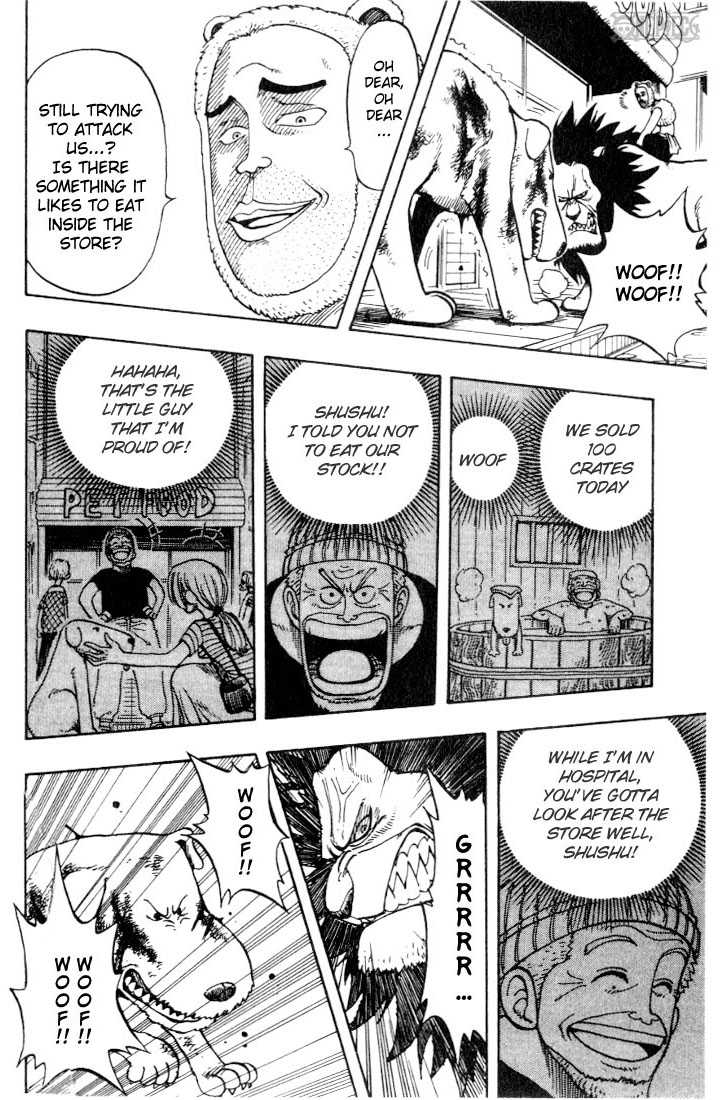 WOOF!!
WOOF!!
OH
DEAR,
OH
DEAR
...
STILL TRYING
TO ATTACK
US...?
IS THERE
SOMETHING IT
LIKES TO EAT
INSIDE THE
STORE?
WE SOLD
100
CRATES
TODAY
WOOF
SHUSHU!
I TOLD YOU NOT
TO EAT OUR
STOCK!!
HAHAHA,
THAT'S THE
LITTLE GUY
THAT I'M
PROUD OF!
PET FOOD
WHILE I'M IN
HOSPITAL,
YOU'VE GOTTA
LOOK AFTER THE
STORE WELL,
SHUSHU!
GRRRRR...
WOOF!!
WOOF!!
WOOF!!